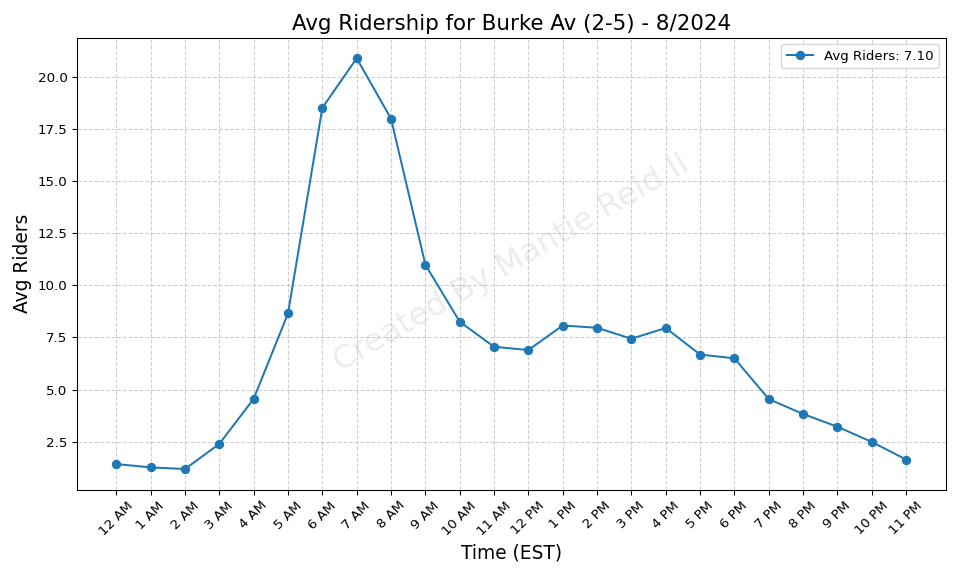 Avg Ridership for Burke Av (2-5) - 8/2024
Avg Riders: 7.10
20.0
17.5
15.0
12.5
10.0
7.5
5.0
2.5
Avg Riders
Created By Mantie Reid II
12 AM 1 AM 2 AM 3 AM 4 AM 5 AM 6 AM 7 AM 8 AM 9 AM 10 AM 11 AM 12 PM 1 PM 2 PM 3 PM 4 PM 5 PM 6 PM 7 PM 8 PM 9 PM 10 PM 11 PM
Time (EST)